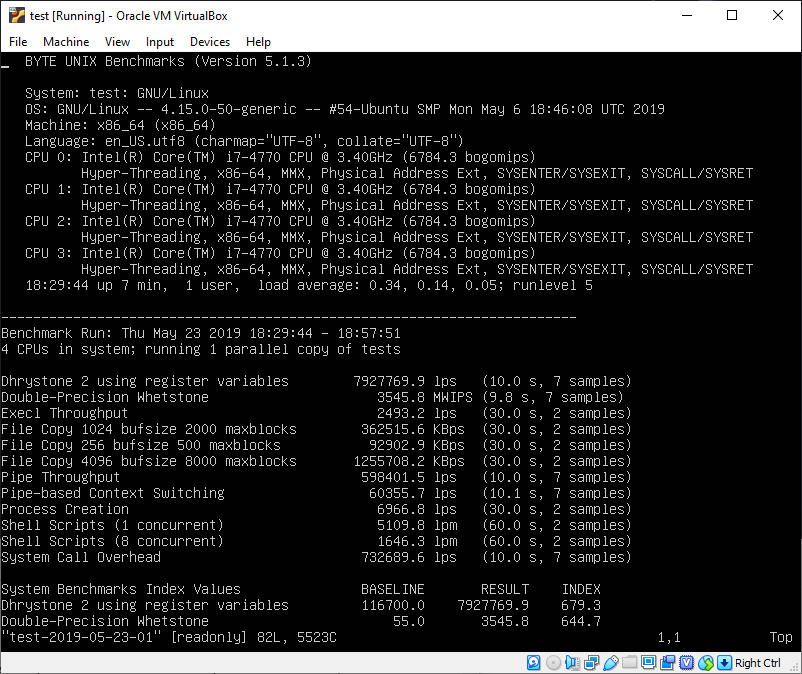 test [Running] - Oracle VM VirtualBox
File Machine View Input Devices Help
BYTE UNIX Benchmarks (Version 5.1.3)
System: test: GNU/Linux
OS: GNU/Linux -- 4.15.0-50-generic -- #54-Ubuntu SMP Mon May 6 18:46:08 UTC 2019
Machine: x86_64 (x86_64)
Language: en_US.utf8 (charmap="UTF-8", collate="UTF-8")
CPU 0: Intel(R) Core(TM) i7-4770 CPU @ 3.40GHz (6784.3 bogomips)
Hyper-Threading, x86-64, MMX, Physical Address Ext, SYSENTER/SYSEXIT, SYSCALL/SYSRET
CPU 1: Intel(R) Core(TM) i7-4770 CPU @ 3.40GHz (6784.3 bogomips)
Hyper-Threading, x86-64, MMX, Physical Address Ext, SYSENTER/SYSEXIT, SYSCALL/SYSRET
CPU 2: Intel(R) Core(TM) i7-4770 CPU @ 3.40GHz (6784.3 bogomips)
Hyper-Threading, x86-64, MMX, Physical Address Ext, SYSENTER/SYSEXIT, SYSCALL/SYSRET
CPU 3: Intel(R) Core(TM) i7-4770 CPU @ 3.40GHz (6784.3 bogomips)
Hyper-Threading, x86-64, MMX, Physical Address Ext, SYSENTER/SYSEXIT, SYSCALL/SYSRET
18:29:44 up 7 min,  1 user,  load average: 0.34, 0.14, 0.05; runlevel 5
------------------------------------------------------------------------
Benchmark Run: Thu May 23 2019 18:29:44 - 18:57:51
4 CPUs in system; running 1 parallel copy of tests
Dhrystone 2 using register variables 7927769.9 lps (10.0 s, 7 samples)
Double-Precision Whetstone 3545.8 MWIPS (9.8 s, 7 samples)
Execl Throughput 2493.2 lps (30.0 s, 2 samples)
File Copy 1024 bufsize 2000 maxblocks 362515.6 KBps (30.0 s, 2 samples)
File Copy 256 bufsize 500 maxblocks 92902.9 KBps (30.0 s, 2 samples)
File Copy 4096 bufsize 8000 maxblocks 1255708.2 KBps (30.0 s, 2 samples)
Pipe Throughput 598401.5 lps (10.0 s, 7 samples)
Pipe-based Context Switching 60355.7 lps (10.1 s, 7 samples)
Process Creation 6966.8 lps (30.0 s, 2 samples)
Shell Scripts (1 concurrent) 5109.8 lpm (60.0 s, 2 samples)
Shell Scripts (8 concurrent) 1646.3 lpm (60.0 s, 2 samples)
System Call Overhead 732689.6 lps (10.0 s, 7 samples)
System Benchmarks Index Values BASELINE RESULT INDEX
Dhrystone 2 using register variables 116700.0 7927769.9 679.3
Double-Precision Whetstone 55.0 3545.8 644.7
"test-2019-05-23-01" [readonly] 82L, 5523C 1,1 Top
Right Ctrl